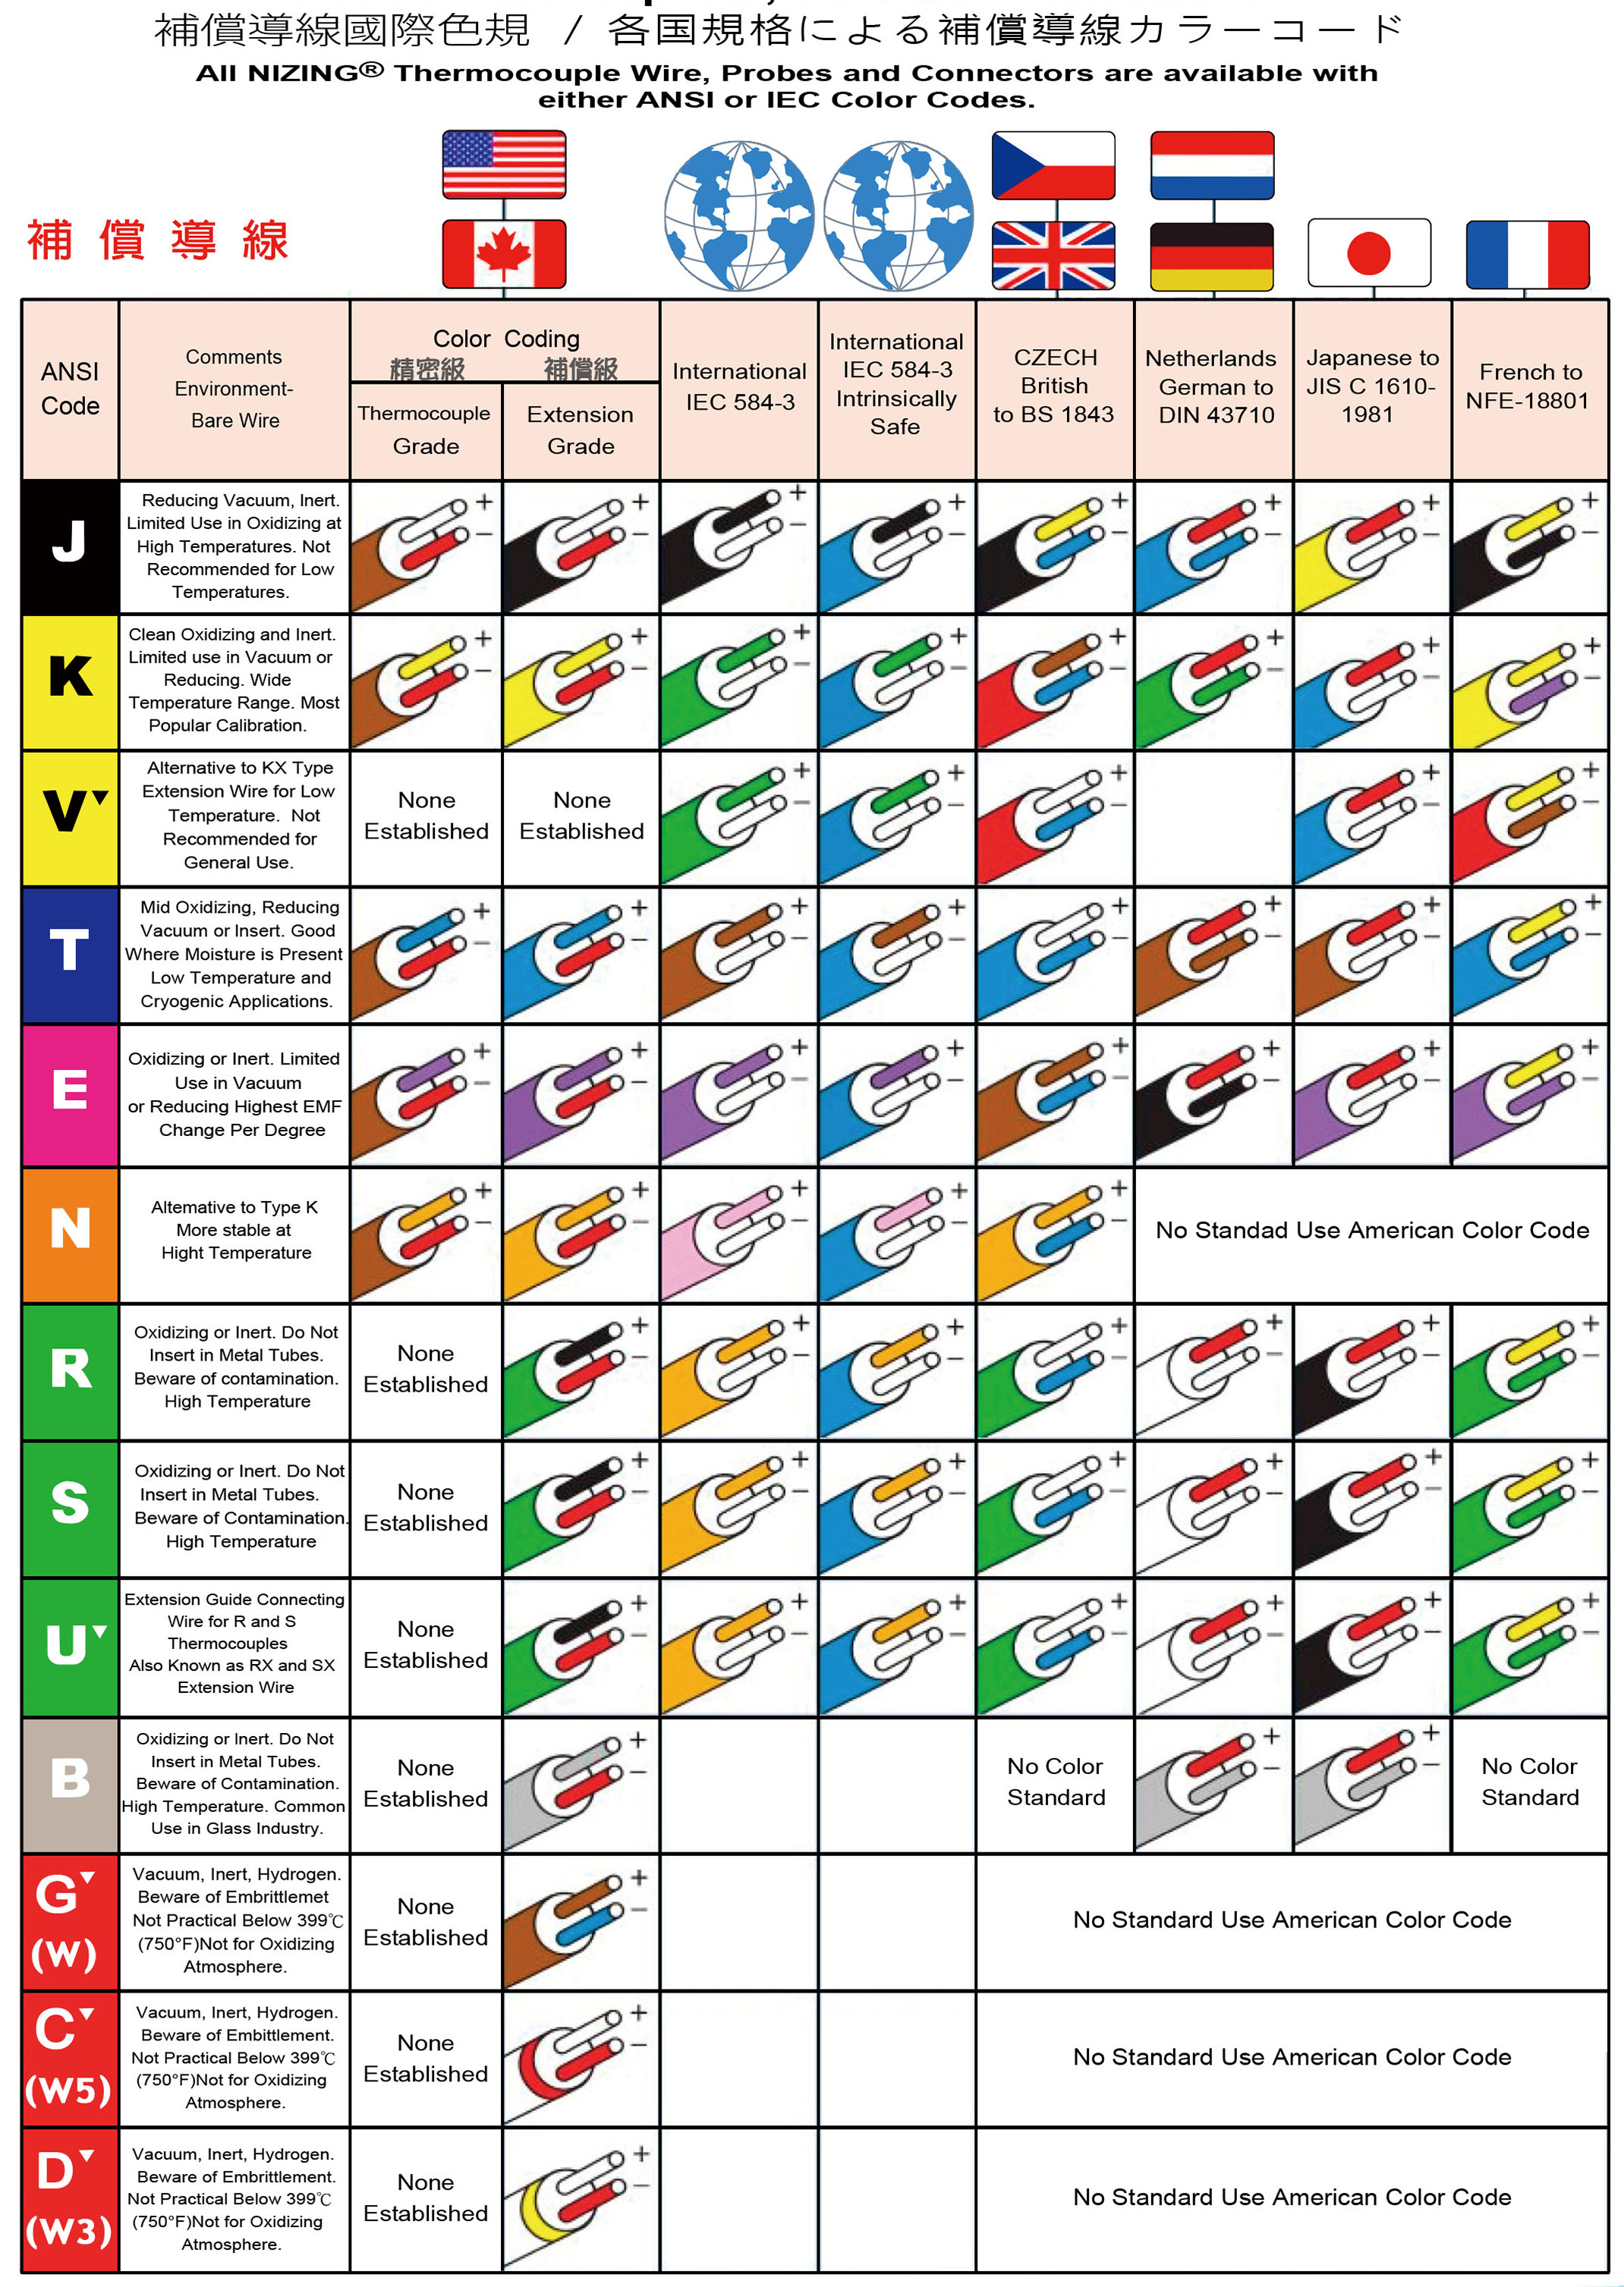 補償導線國際色規 / 各国規格による補償導線カラーコード
All NIZING® Thermocouple Wire, Probes and Connectors are available with
either ANSI or IEC Color Codes.
補償導線
ANSI
Code
Comments
Environment-
Bare Wire
Color Coding
精密級 補償級
Thermocouple
Grade
Extension
Grade
International
IEC 584-3
International
IEC 584-3
Intrinsically
Safe
CZECH
British
to BS 1843
Netherlands
German to
DIN 43710
Japanese to
JIS C 1610-
1981
French to
NFE-18801
J
Reducing Vacuum, Inert.
Limited Use in Oxidizing at
High Temperatures. Not
Recommended for Low
Temperatures.
+ + + + + + + +
− − − − − − − −
K
Clean Oxidizing and Inert.
Limited use in Vacuum or
Reducing. Wide
Temperature Range. Most
Popular Calibration.
+ + + + + + + +
− − − − − − − −
V▼
Alternative to KX Type
Extension Wire for Low
Temperature. Not
Recommended for
General Use.
None
Established
None
Established
+ + + + +
− − − − −
T
Mid Oxidizing, Reducing
Vacuum or Insert. Good
Where Moisture is Present
Low Temperature and
Cryogenic Applications.
+ + + + + + + +
− − − − − − − −
E
Oxidizing or Inert. Limited
Use in Vacuum
or Reducing Highest EMF
Change Per Degree
+ + + + + + + +
− − − − − − − −
N
Altemative to Type K
More stable at
Hight Temperature
+ + + + +
− − − − −
No Standad Use American Color Code
R
Oxidizing or Inert. Do Not
Insert in Metal Tubes.
Beware of contamination.
High Temperature
None
Established
+ + + + + + +
− − − − − − −
S
Oxidizing or Inert. Do Not
Insert in Metal Tubes.
Beware of Contamination.
High Temperature
None
Established
+ + + + + + +
− − − − − − −
U▼
Extension Guide Connecting
Wire for R and S
Thermocouples
Also Known as RX and SX
Extension Wire
None
Established
+ + + + + + +
− − − − − − −
B
Oxidizing or lnert. Do Not
Insert in Metal Tubes.
Beware of Contamination.
High Temperature. Common
Use in Glass Industry.
None
Established
+
−
No Color
Standard
+ +
− −
No Color
Standard
G▼
(W)
Vacuum, Inert, Hydrogen.
Beware of Embrittlemet
Not Practical Below 399℃
(750°F)Not for Oxidizing
Atmosphere.
None
Established
+
−
No Standard Use American Color Code
C▼
(W5)
Vacuum, Inert, Hydrogen.
Beware of Embittlement.
Not Practical Below 399℃
(750°F)Not for Oxidizing
Atmosphere.
None
Established
+
−
No Standard Use American Color Code
D▼
(W3)
Vacuum, Inert, Hydrogen.
Beware of Embrittlement.
Not Practical Below 399℃
(750°F)Not for Oxidizing
Atmosphere.
None
Established
+
−
No Standard Use American Color Code